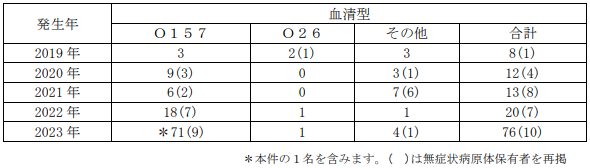 発生年 血清型
Ｏ１５７ Ｏ２６ その他 合計
2019 年 3 2(1) 3 8(1)
2020 年 9(3) 0 3(1) 12(4)
2021 年 6(2) 0 7(6) 13(8)
2022 年 18(7) 1 1 20(7)
2023 年 ＊71(9) 1 4(1) 76(10)
＊本件の１名を含みます。（　）は無症状病原体保有者を再掲